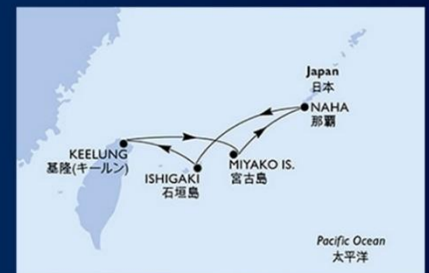 Japan
日本
NAHA
那覇
KEELUNG
基隆(キールン)
MIYAKO IS.
宮古島
ISHIGAKI
石垣島
Pacific Ocean
太平洋